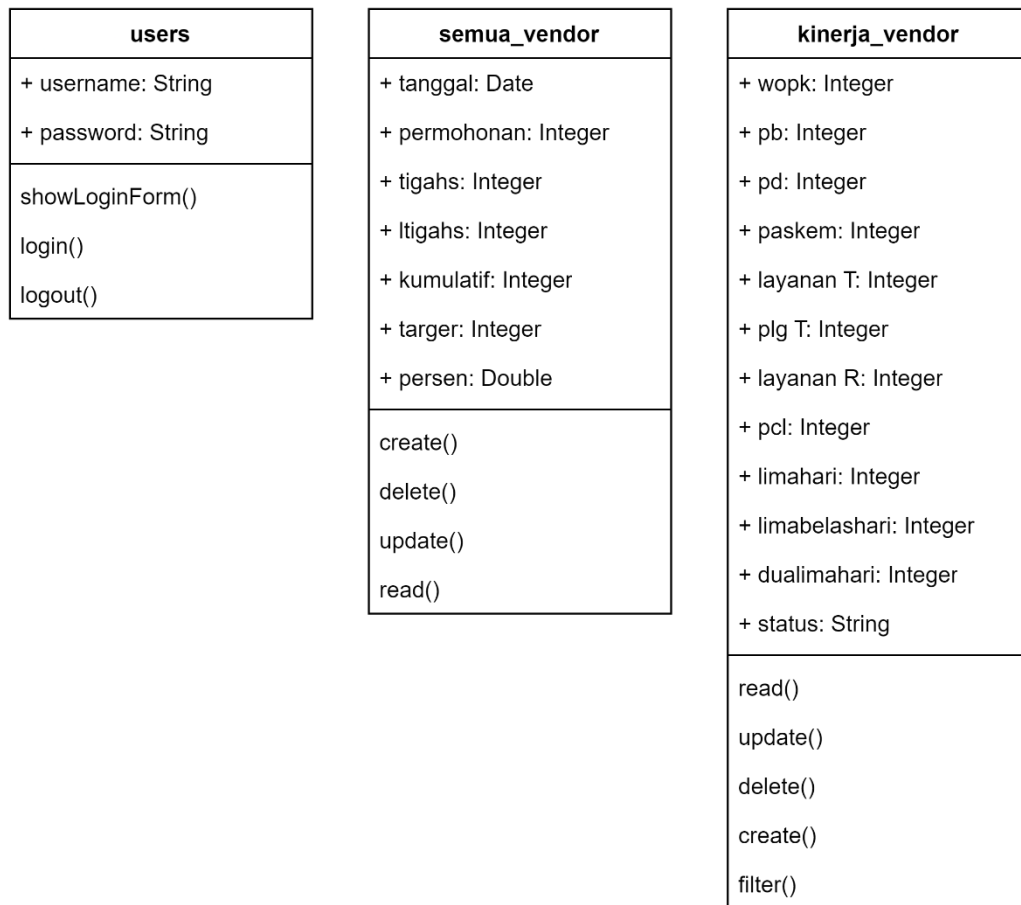 users
+ username: String
+ password: String
showLoginForm()
login()
logout()
semua_vendor
+ tanggal: Date
+ permohonan: Integer
+ tigahs: Integer
+ ltigahs: Integer
+ kumulatif: Integer
+ targer: Integer
+ persen: Double
create()
delete()
update()
read()
kinerja_vendor
+ wopk: Integer
+ pb: Integer
+ pd: Integer
+ paskem: Integer
+ layanan T: Integer
+ plg T: Integer
+ layanan R: Integer
+ pcl: Integer
+ limahari: Integer
+ limabelashari: Integer
+ dualimahari: Integer
+ status: String
read()
update()
delete()
create()
filter()